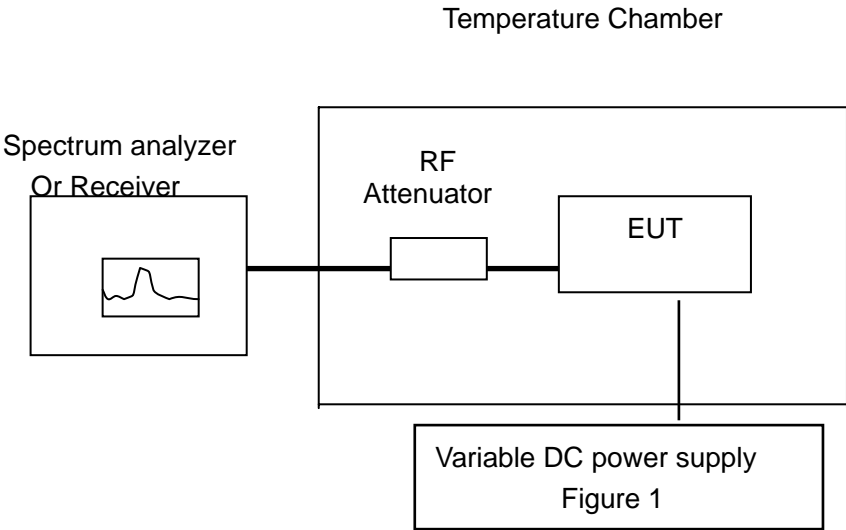 Temperature Chamber
Spectrum analyzer
Or Receiver
RF
Attenuator
EUT
Variable DC power supply
Figure 1